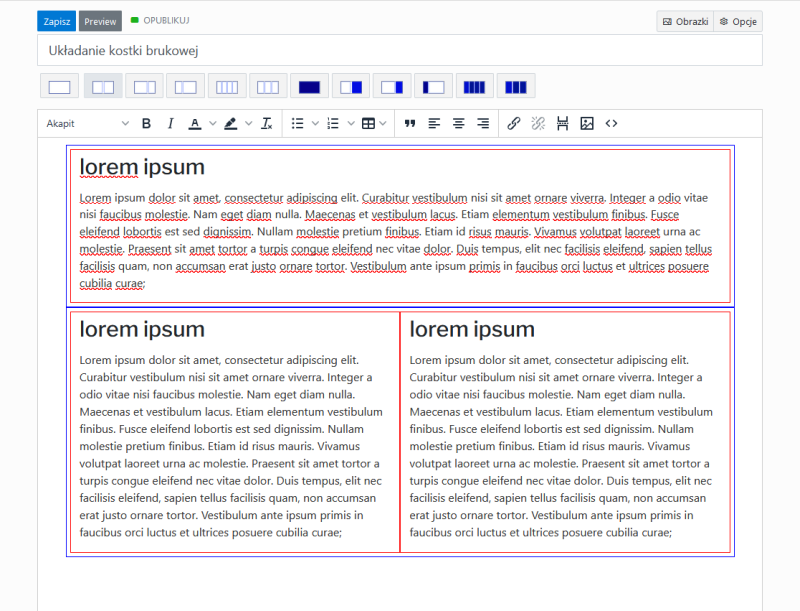 Zapisz Preview OPUBLIKUJ Obrazki Opcje
Układanie kostki brukowej
Akapit
lorem ipsum
Lorem ipsum dolor sit amet, consectetur adipiscing elit. Curabitur vestibulum nisi sit amet ornare viverra. Integer a odio vitae
nisi faucibus molestie. Nam eget diam nulla. Maecenas et vestibulum lacus. Etiam elementum vestibulum finibus. Fusce
eleifend lobortis est sed dignissim. Nullam molestie pretium finibus. Etiam id risus mauris. Vivamus volutpat laoreet urna ac
molestie. Praesent sit amet tortor a turpis congue eleifend nec vitae dolor. Duis tempus, elit nec facilisis eleifend, sapien tellus
facilisis quam, non accumsan erat justo ornare tortor. Vestibulum ante ipsum primis in faucibus orci luctus et ultrices posuere
cubilia curae;
lorem ipsum
Lorem ipsum dolor sit amet, consectetur adipiscing elit.
Curabitur vestibulum nisi sit amet ornare viverra. Integer a
odio vitae nisi faucibus molestie. Nam eget diam nulla.
Maecenas et vestibulum lacus. Etiam elementum vestibulum
finibus. Fusce eleifend lobortis est sed dignissim. Nullam
molestie pretium finibus. Etiam id risus mauris. Vivamus
volutpat laoreet urna ac molestie. Praesent sit amet tortor a
turpis congue eleifend nec vitae dolor. Duis tempus, elit nec
facilisis eleifend, sapien tellus facilisis quam, non accumsan
erat justo ornare tortor. Vestibulum ante ipsum primis in
faucibus orci luctus et ultrices posuere cubilia curae;
lorem ipsum
Lorem ipsum dolor sit amet, consectetur adipiscing elit.
Curabitur vestibulum nisi sit amet ornare viverra. Integer a
odio vitae nisi faucibus molestie. Nam eget diam nulla.
Maecenas et vestibulum lacus. Etiam elementum vestibulum
finibus. Fusce eleifend lobortis est sed dignissim. Nullam
molestie pretium finibus. Etiam id risus mauris. Vivamus
volutpat laoreet urna ac molestie. Praesent sit amet tortor a
turpis congue eleifend nec vitae dolor. Duis tempus, elit nec
facilisis eleifend, sapien tellus facilisis quam, non accumsan
erat justo ornare tortor. Vestibulum ante ipsum primis in
faucibus orci luctus et ultrices posuere cubilia curae;